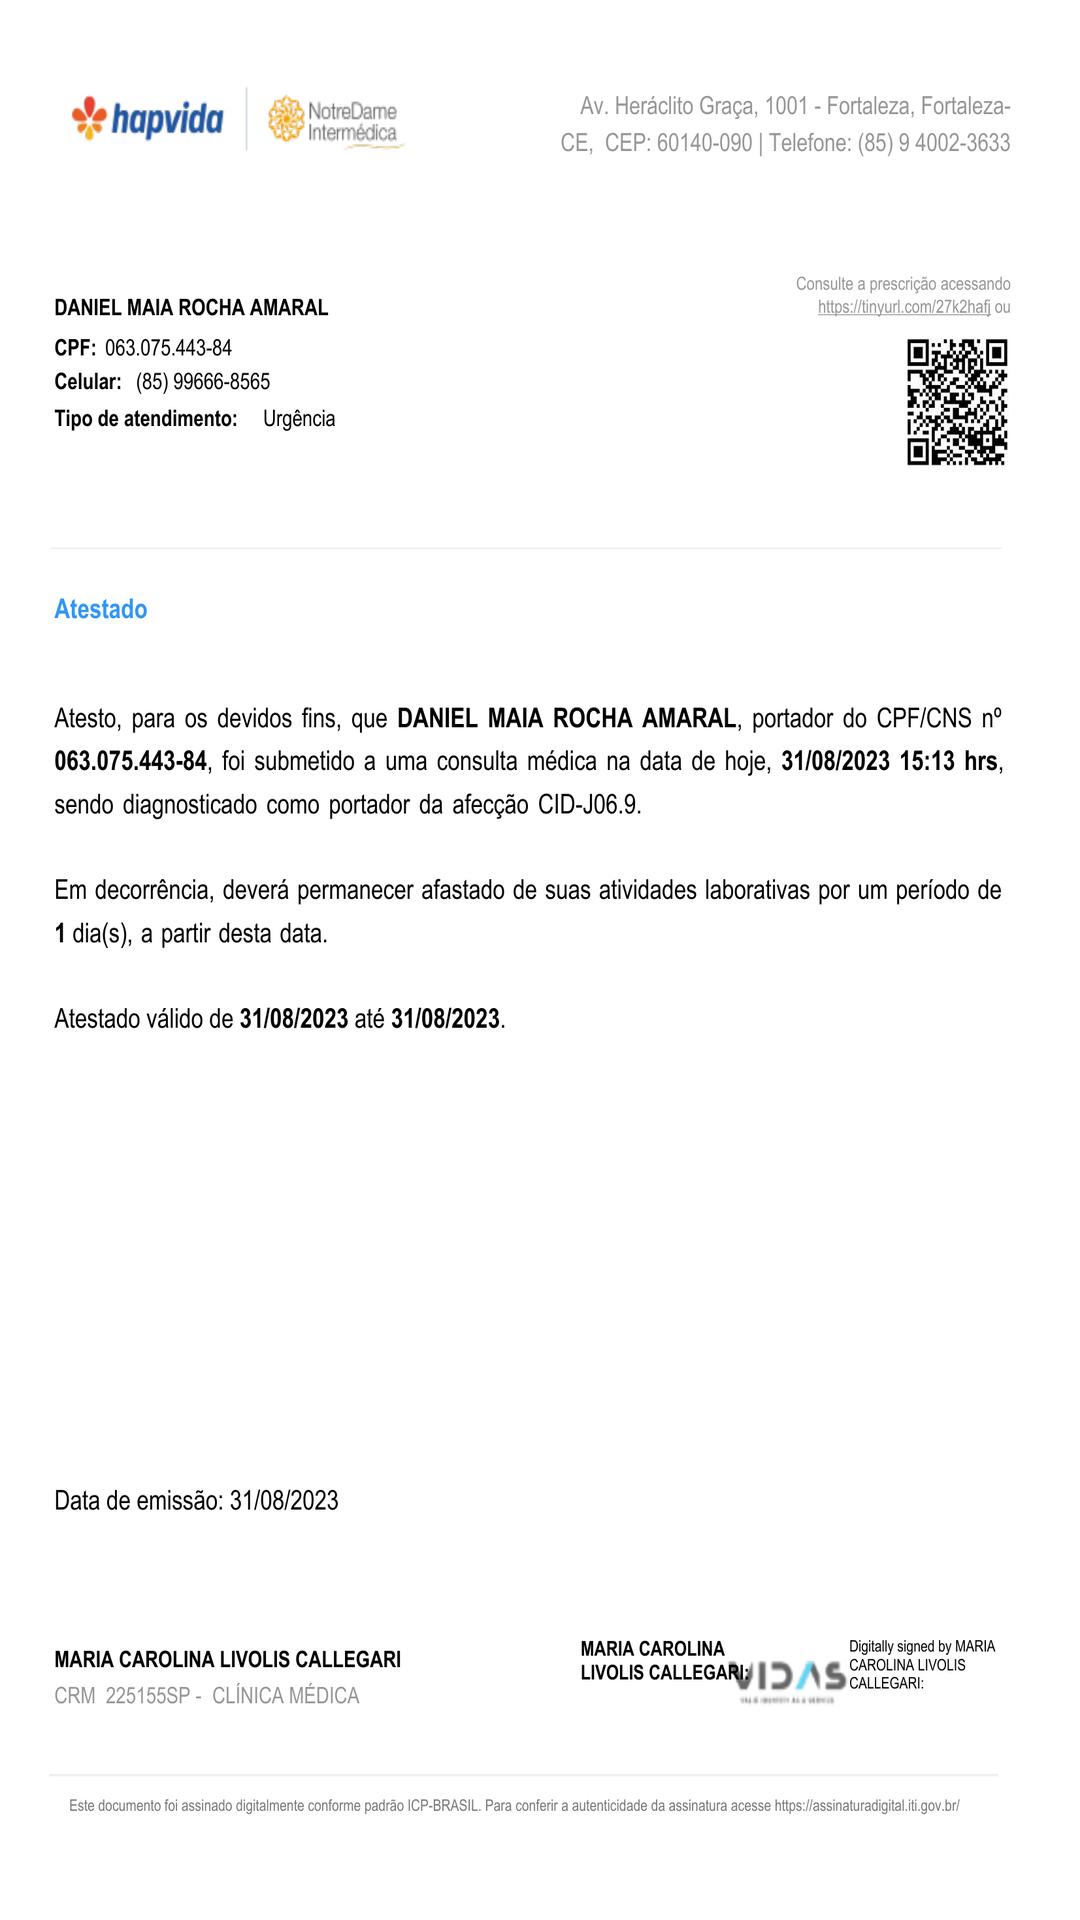 hapvida
NotreDame
Intermédica
Av. Heráclito Graça, 1001 - Fortaleza, Fortaleza-
CE, CEP: 60140-090 | Telefone: (85) 9 4002-3633
Consulte a prescrição acessando
https://tinyurl.com/27k2hafj ou
DANIEL MAIA ROCHA AMARAL
CPF: 063.075.443-84
Celular: (85) 99666-8565
Tipo de atendimento: Urgência
Atestado
Atesto, para os devidos fins, que DANIEL MAIA ROCHA AMARAL, portador do CPF/CNS nº
063.075.443-84, foi submetido a uma consulta médica na data de hoje, 31/08/2023 15:13 hrs,
sendo diagnosticado como portador da afecção CID-J06.9.
Em decorrência, deverá permanecer afastado de suas atividades laborativas por um período de
1 dia(s), a partir desta data.
Atestado válido de 31/08/2023 até 31/08/2023.
Data de emissão: 31/08/2023
MARIA CAROLINA LIVOLIS CALLEGARI
CRM 225155SP - CLÍNICA MÉDICA
MARIA CAROLINA
LIVOLIS CALLEGARI:
VIDAS
Digitally signed by MARIA
CAROLINA LIVOLIS
CALLEGARI:
Este documento foi assinado digitalmente conforme padrão ICP-BRASIL. Para conferir a autenticidade da assinatura acesse https://assinaturadigital.iti.gov.br/